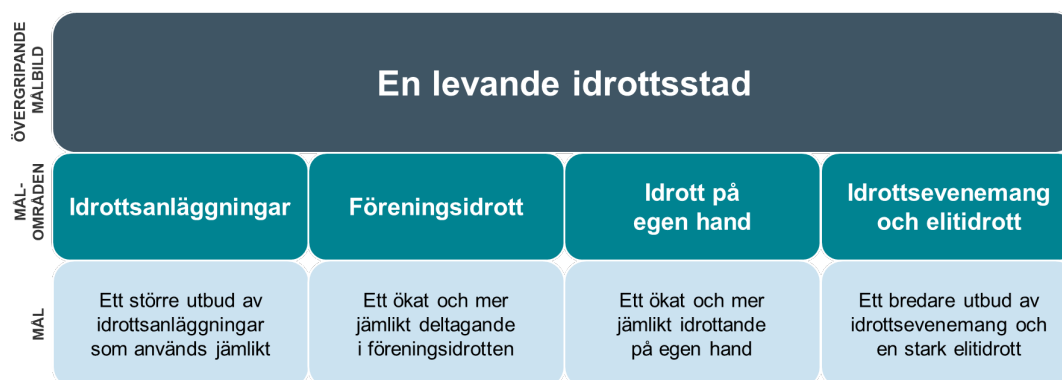 ÖVERGRIPANDE
MÅLBILD
En levande idrottsstad
MÅL-
OMRÅDEN
Idrottsanläggningar
Föreningsidrott
Idrott på
egen hand
Idrottsevenemang
och elitidrott
MÅL
Ett större utbud av
idrottsanläggningar
som används jämlikt
Ett ökat och mer
jämlikt deltagande
i föreningsidrotten
Ett ökat och mer
jämlikt idrottande
på egen hand
Ett bredare utbud av
idrottsevenemang och
en stark elitidrott